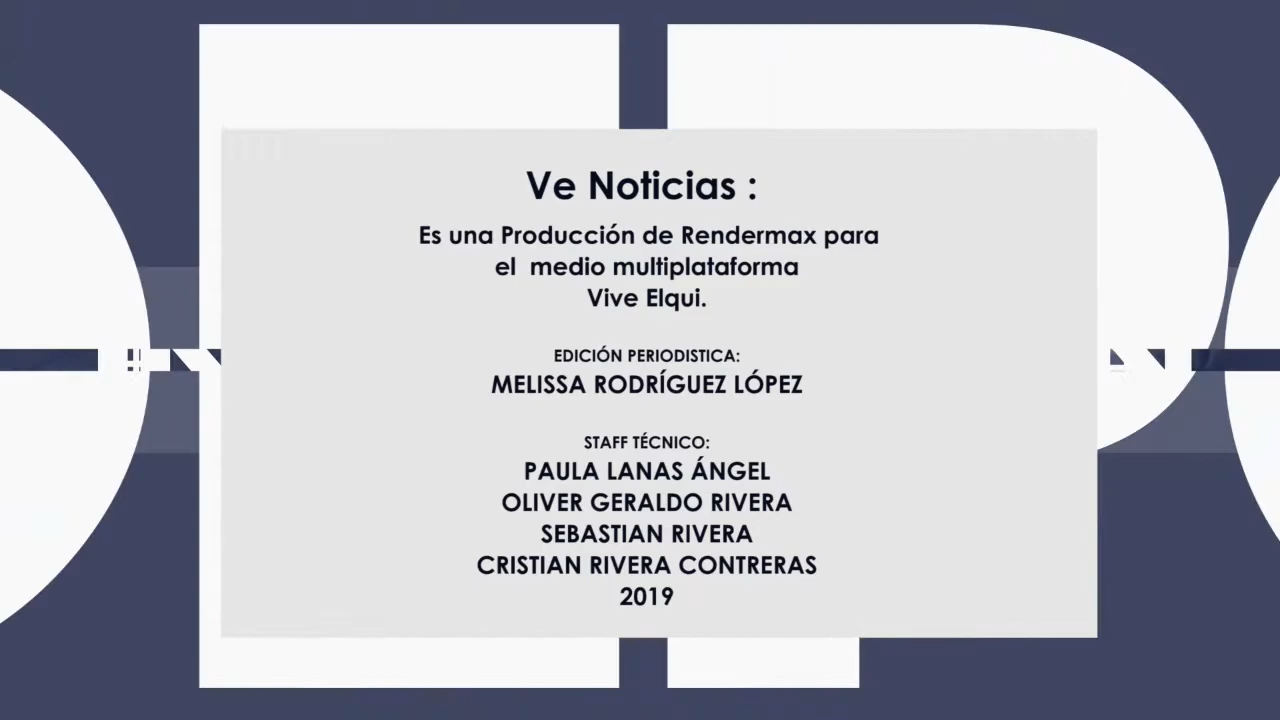 Ve Noticias :
Es una Producción de Rendermax para
el  medio multiplataforma
Vive Elqui.
EDICIÓN PERIODISTICA:
MELISSA RODRÍGUEZ LÓPEZ
STAFF TÉCNICO:
PAULA LANAS ÁNGEL
OLIVER GERALDO RIVERA
SEBASTIAN RIVERA
CRISTIAN RIVERA CONTRERAS
2019